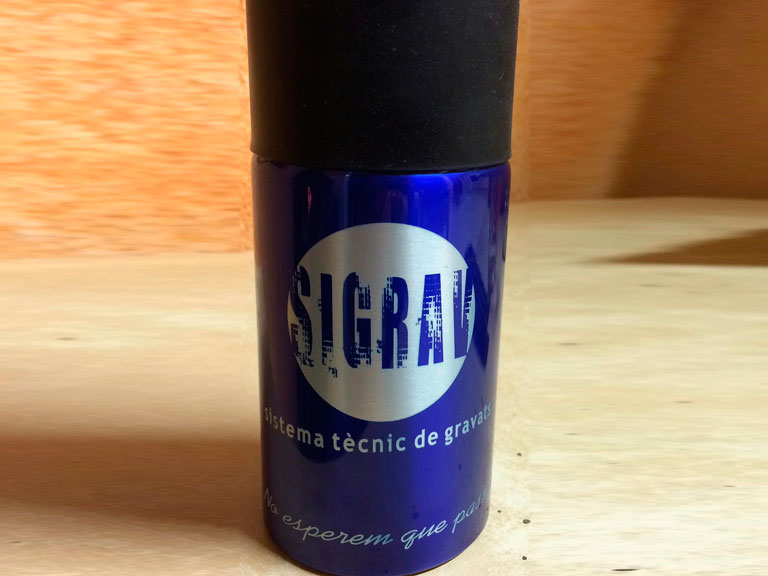 SIGRAV
sistema tècnic de gravats
No esperem que